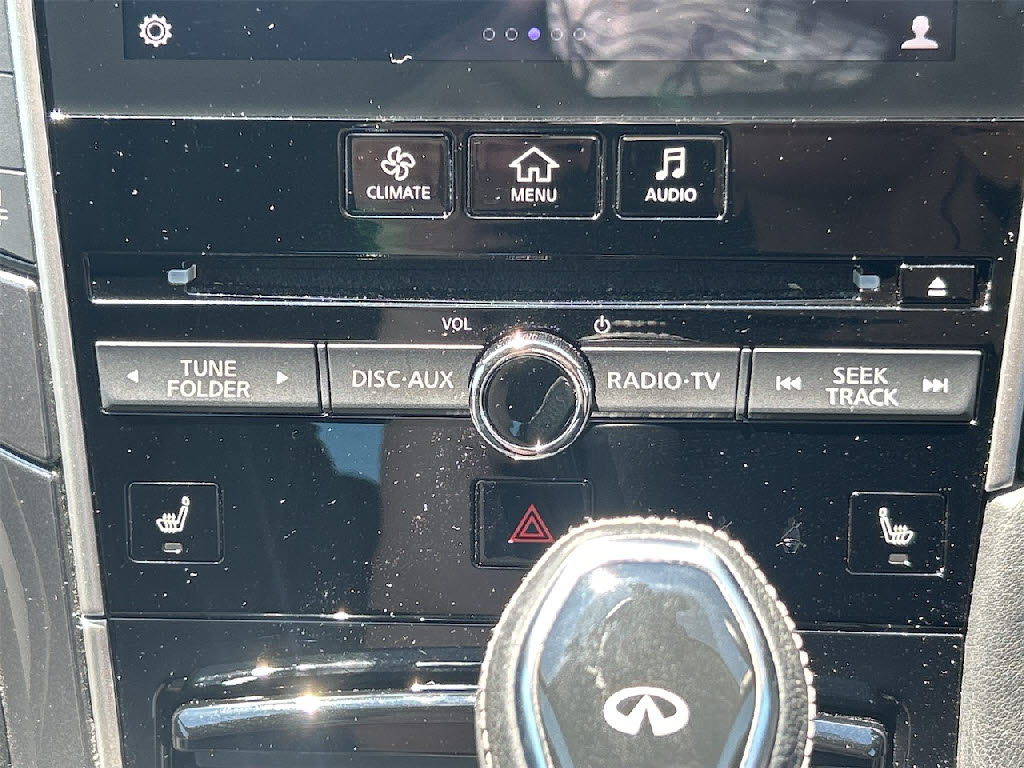 CLIMATE
MENU
AUDIO
VOL
TUNE
FOLDER
DISC·AUX
RADIO·TV
SEEK
TRACK